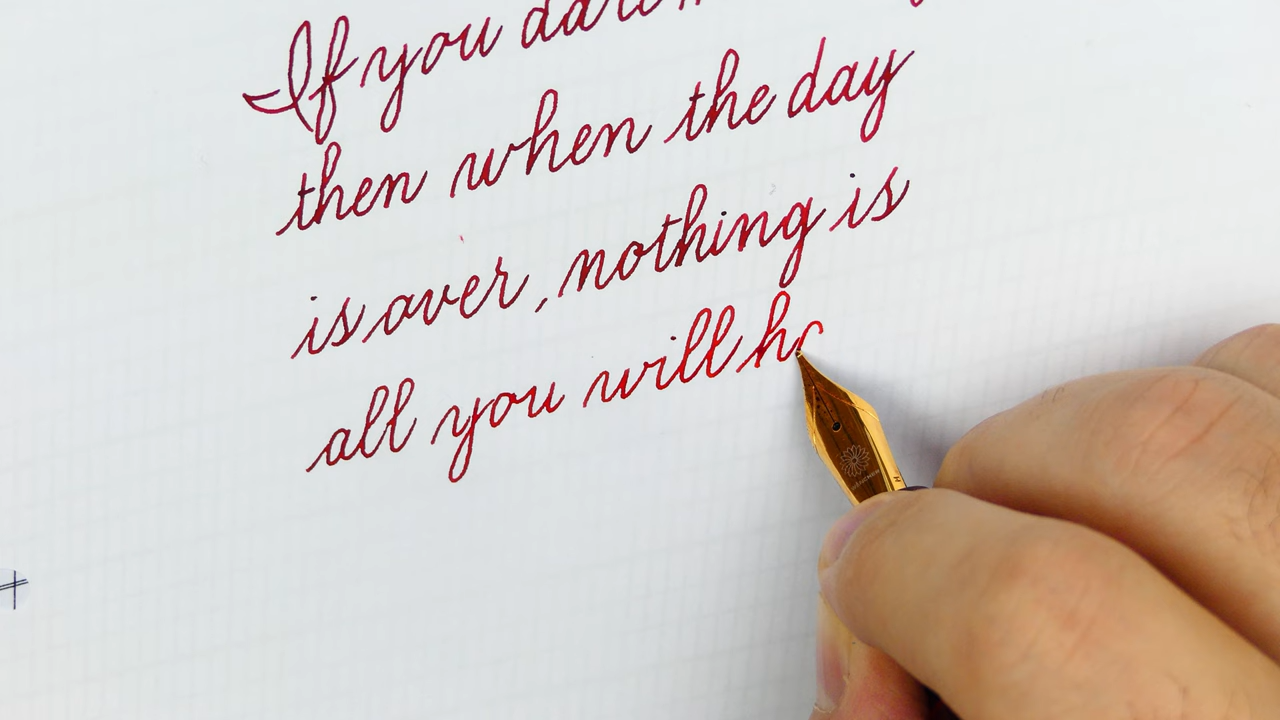 If you
then when the day
is over, nothing is
all you will